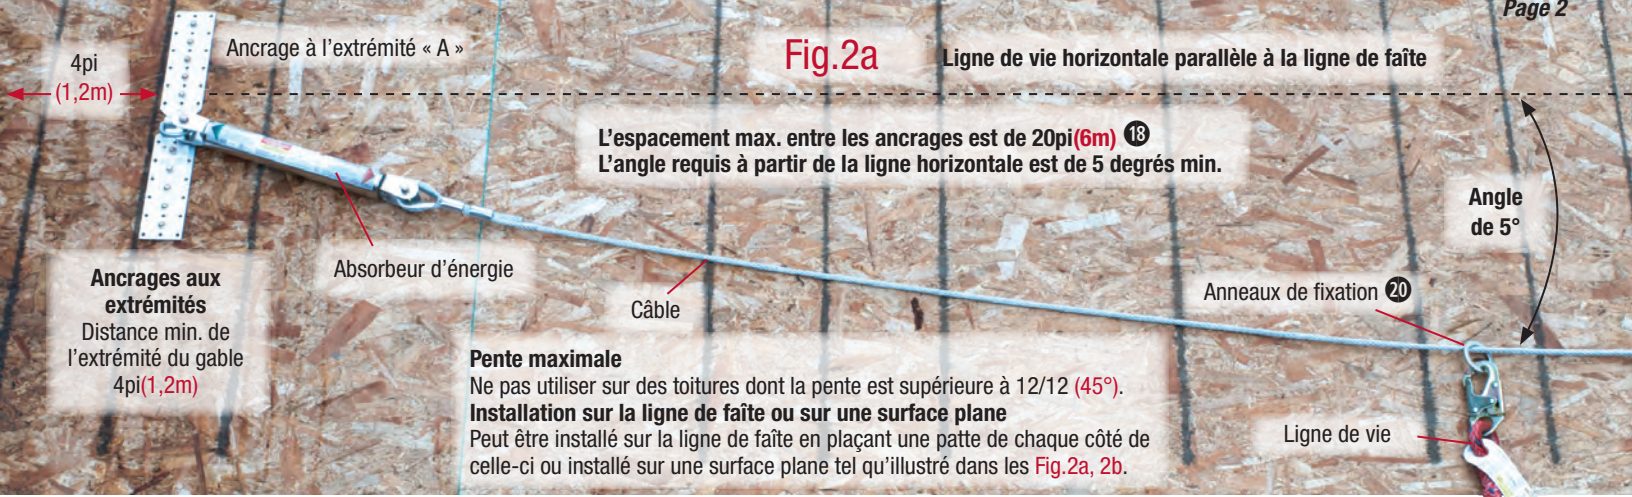 Page 2
4pi
(1,2m)
Ancrage à l'extrémité « A »
Fig.2a
Ligne de vie horizontale parallèle à la ligne de faîte
L'espacement max. entre les ancrages est de 20pi(6m) 18
L'angle requis à partir de la ligne horizontale est de 5 degrés min.
Angle
de 5°
Ancrages aux
extrémités
Distance min. de
l'extrémité du gable
4pi(1,2m)
Absorbeur d'énergie
Câble
Anneaux de fixation 20
Pente maximale
Ne pas utiliser sur des toitures dont la pente est supérieure à 12/12 (45°).
Installation sur la ligne de faîte ou sur une surface plane
Peut être installé sur la ligne de faîte en plaçant une patte de chaque côté de
celle-ci ou installé sur une surface plane tel qu'illustré dans les Fig.2a, 2b.
Ligne de vie